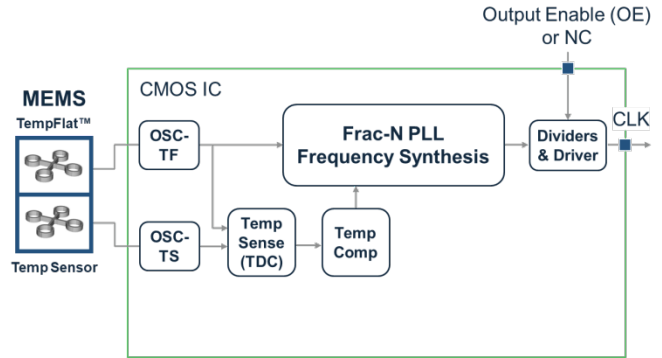 Output Enable (OE)
or NC
MEMS
TempFlat™
CMOS IC
CLK
OSC-
TF
Frac-N PLL
Frequency Synthesis
Dividers
& Driver
OSC-
TS
Temp
Sense
(TDC)
Temp
Comp
Temp Sensor